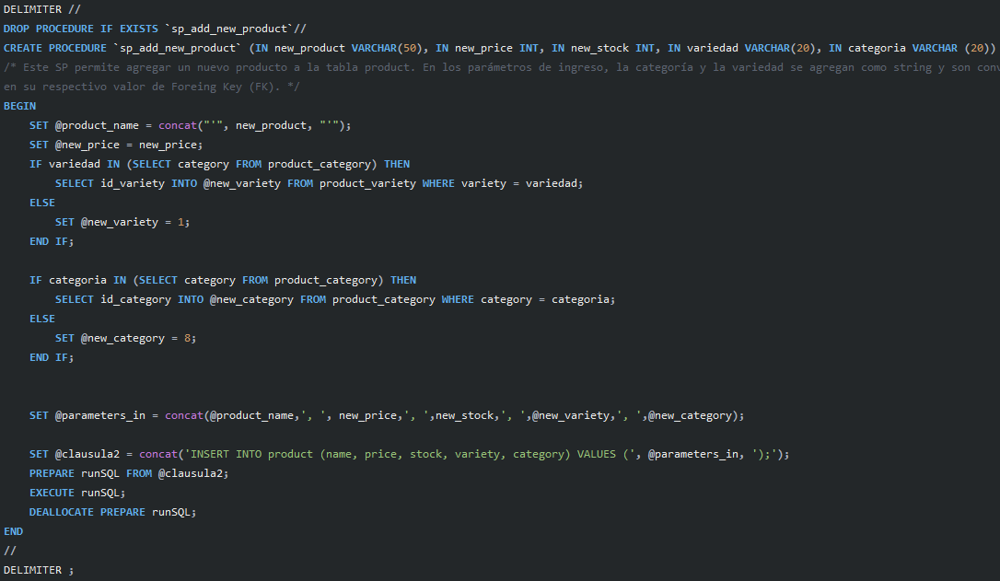 DELIMITER //
DROP PROCEDURE IF EXISTS `sp_add_new_product`//
CREATE PROCEDURE `sp_add_new_product` (IN new_product VARCHAR(50), IN new_price INT, IN new_stock INT, IN variedad VARCHAR(20), IN categoria VARCHAR (20))
/* Este SP permite agregar un nuevo producto a la tabla product. En los parámetros de ingreso, la categoría y la variedad se agregan como string y son conv
en su respectivo valor de Foreing Key (FK). */
BEGIN
    SET @product_name = concat("'", new_product, "'");
    SET @new_price = new_price;
    IF variedad IN (SELECT category FROM product_category) THEN
        SELECT id_variety INTO @new_variety FROM product_variety WHERE variety = variedad;
    ELSE
        SET @new_variety = 1;
    END IF;
    IF categoria IN (SELECT category FROM product_category) THEN
        SELECT id_category INTO @new_category FROM product_category WHERE category = categoria;
    ELSE
        SET @new_category = 8;
    END IF;
    SET @parameters_in = concat(@product_name,', ', new_price,', ',new_stock,', ',@new_variety,', ',@new_category);
    SET @clausula2 = concat('INSERT INTO product (name, price, stock, variety, category) VALUES (', @parameters_in, ');');
    PREPARE runSQL FROM @clausula2;
    EXECUTE runSQL;
    DEALLOCATE PREPARE runSQL;
END
//
DELIMITER ;